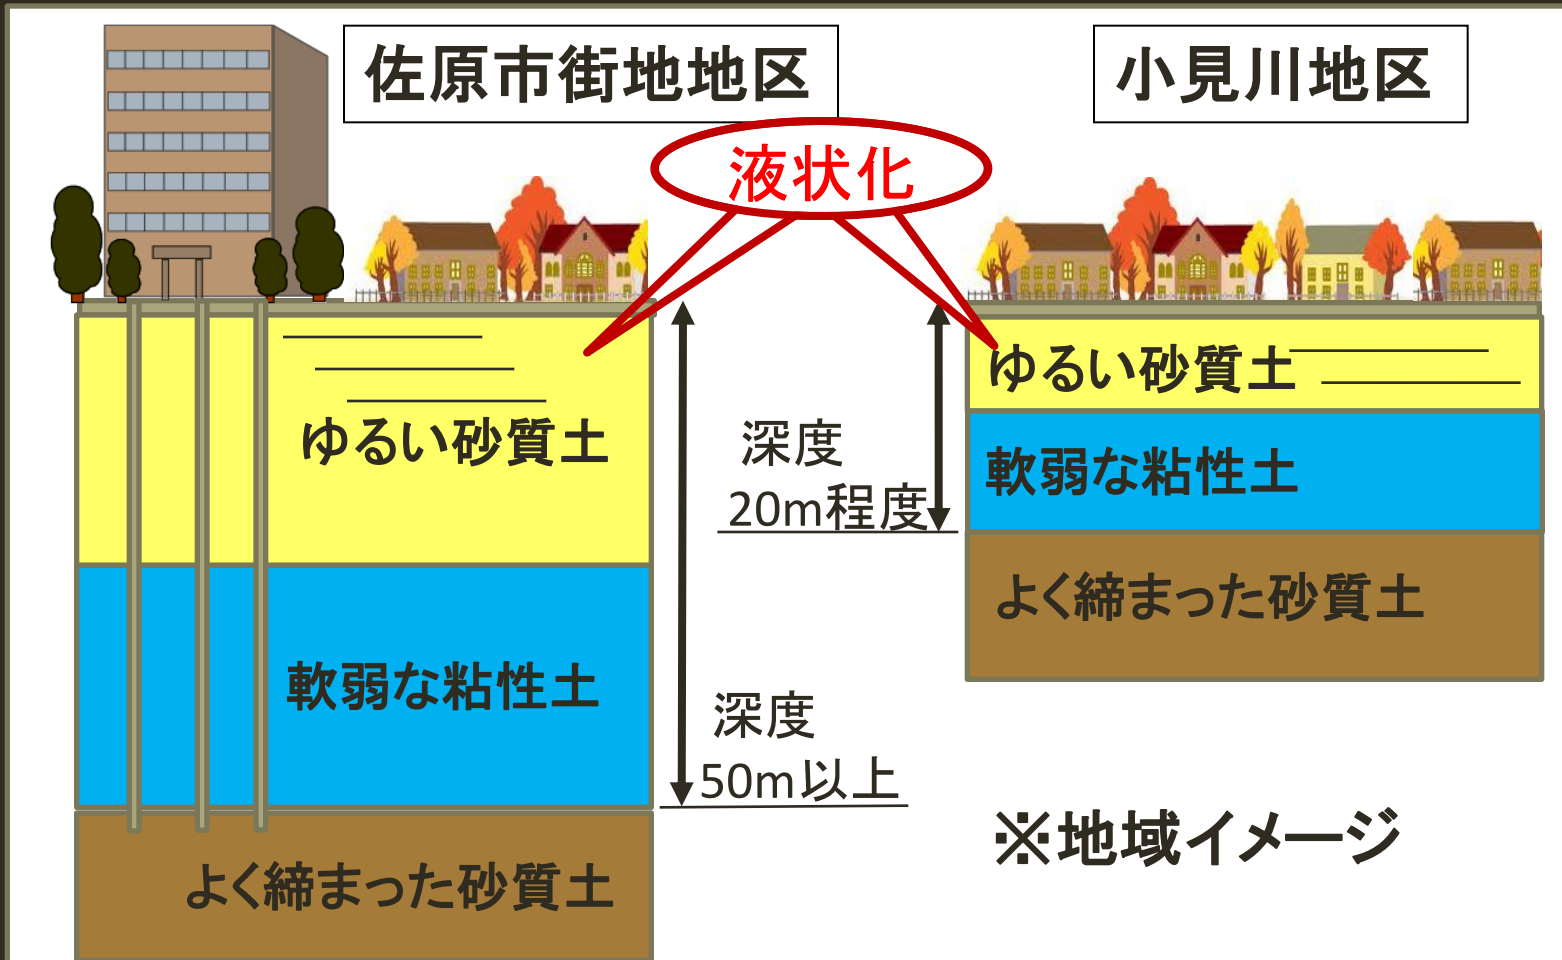 佐原市街地地区
小見川地区
液状化
ゆるい砂質土
軟弱な粘性土
よく締まった砂質土
深度
50m以上
深度
20m程度
ゆるい砂質土
軟弱な粘性土
よく締まった砂質土
※地域イメージ